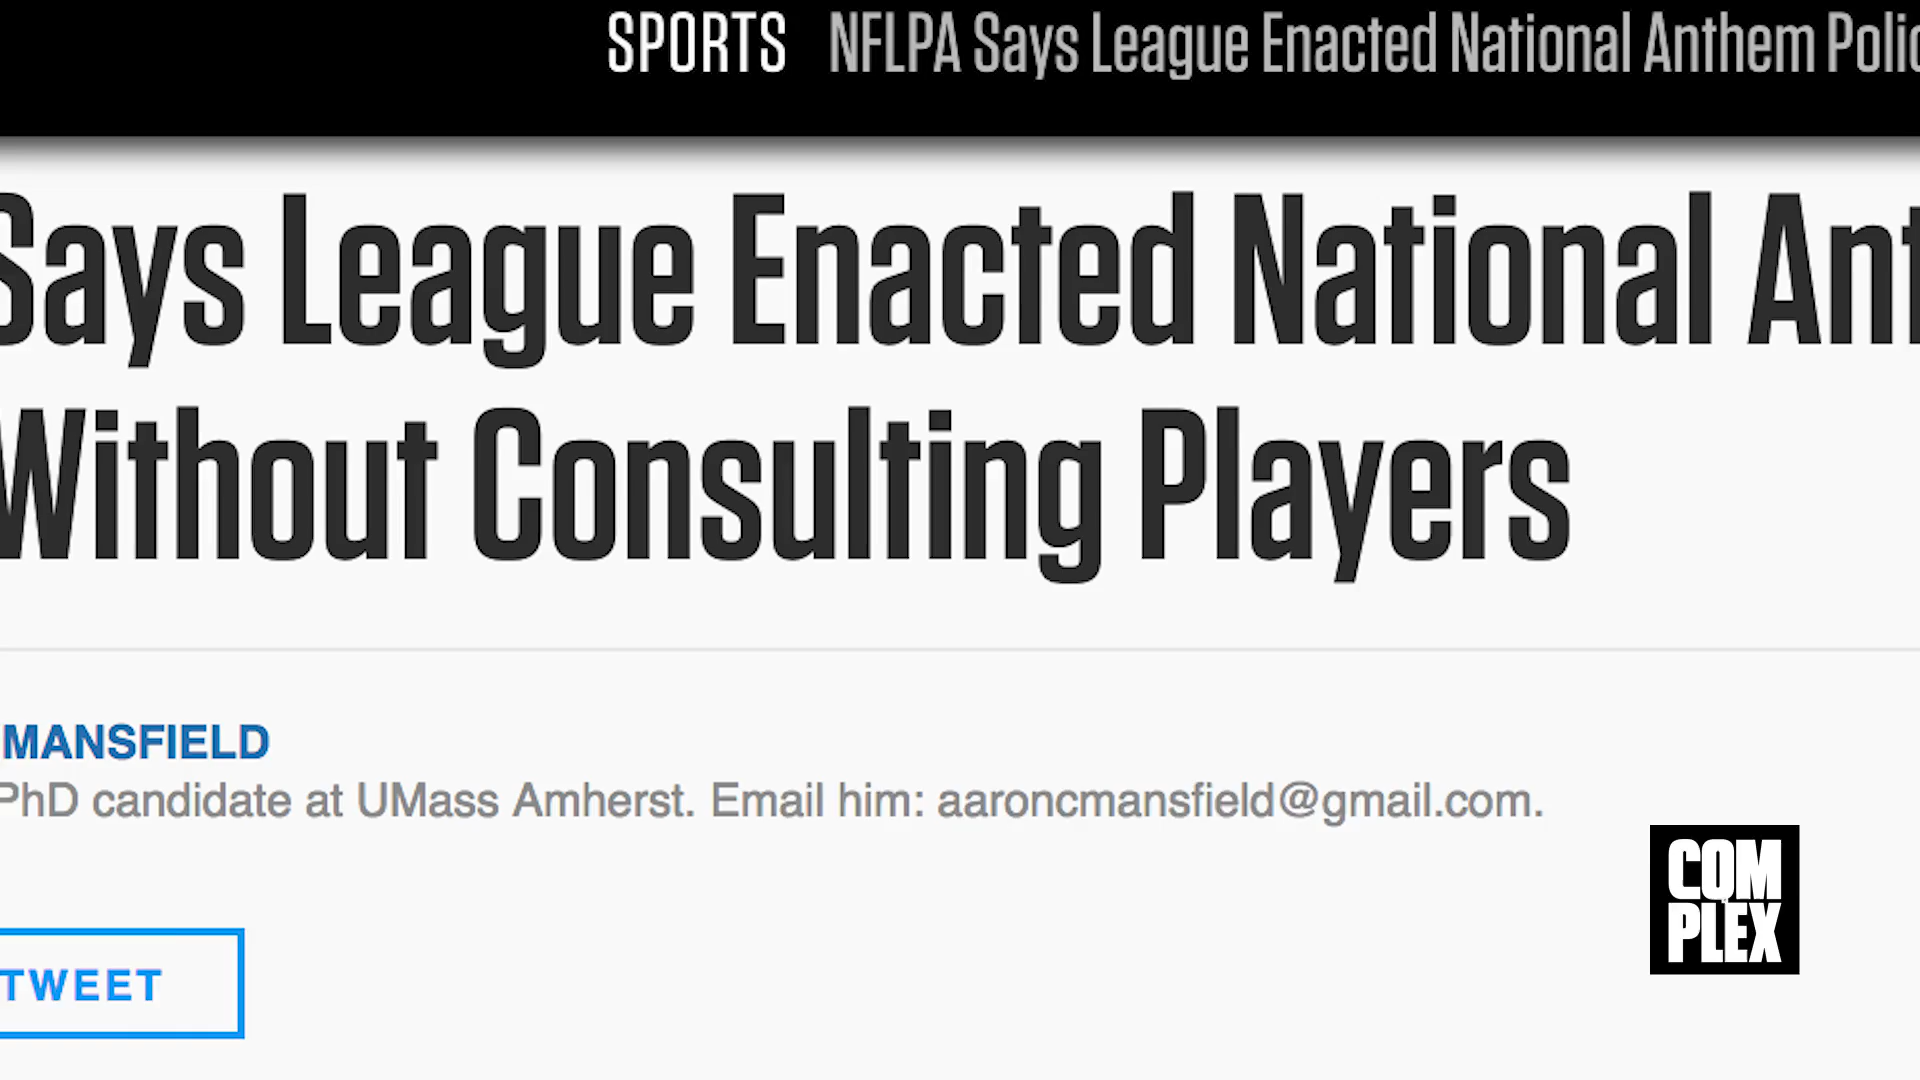 SPORTS NFLPA Says League Enacted National Anthem Polic
Says League Enacted National Ant
Without Consulting Players
MANSFIELD
PhD candidate at UMass Amherst. Email him: aaroncmansfield@gmail.com.
TWEET
COM
PLEX